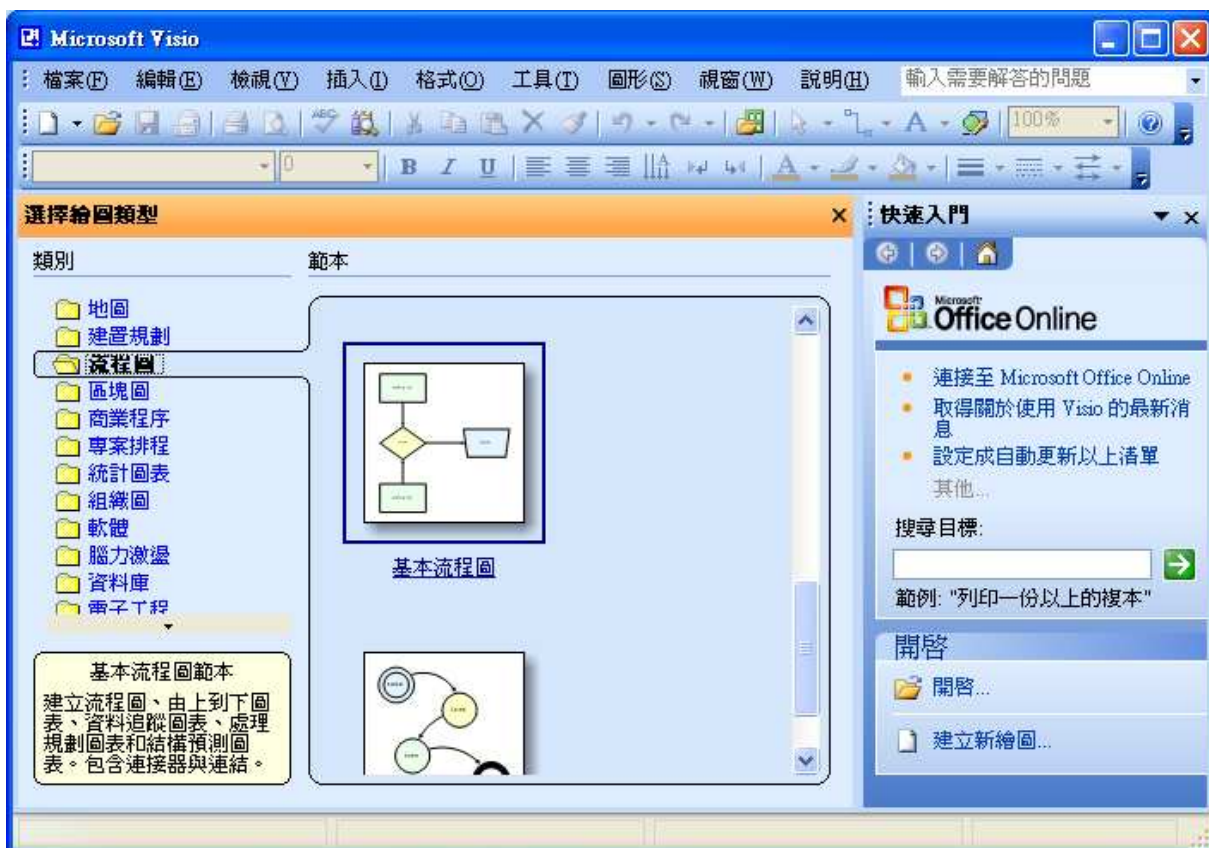 Microsoft Visio
檔案(F) 編輯(E) 檢視(V) 插入(I) 格式(O) 工具(T) 圖形(S) 視窗(W) 說明(H) 輸入需要解答的問題
ABC A 100%
0 B I U A A
選擇繪圖類型
類別
範本
地圖
建置規劃
流程圖
區塊圖
商業程序
專案排程
統計圖表
組織圖
軟體
腦力激盪
資料庫
電子工程
基本流程圖範本
建立流程圖、由上到下圖
表、資料追蹤圖表、處理
規劃圖表和結構預測圖
表。包含連接器與連結。
基本流程圖
快速入門
Microsoft
Office Online
連接至 Microsoft Office Online
取得關於使用 Visio 的最新消
息
設定成自動更新以上清單
其他...
搜尋目標:
範例: "列印一份以上的複本"
開啓
開啓...
建立新繪圖...